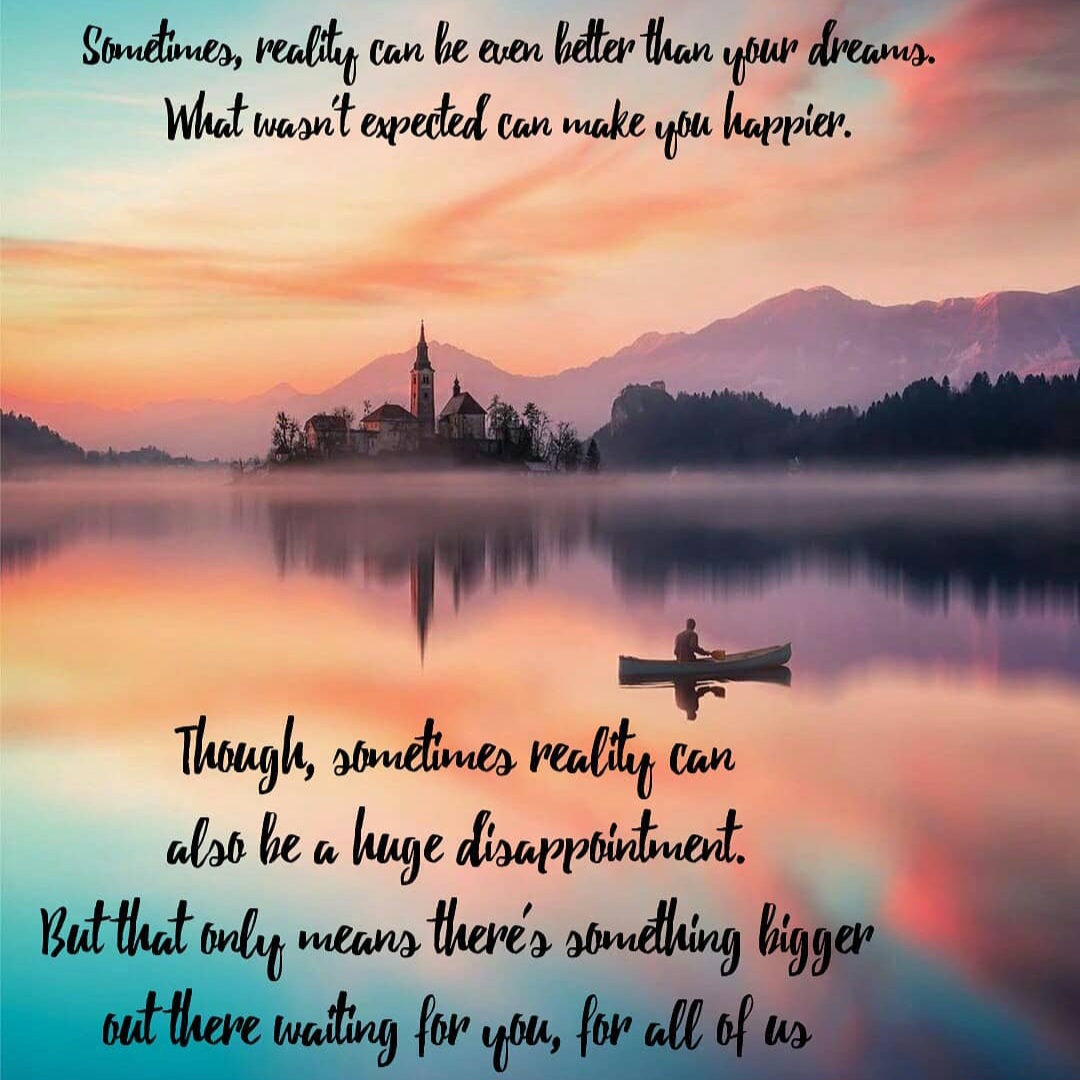 Sometimes, reality can be even better than your dreams.
What wasn't expected can make you happier.
Though, sometimes reality can
also be a huge disappointment.
But that only means there's something bigger
out there waiting for you, for all of us